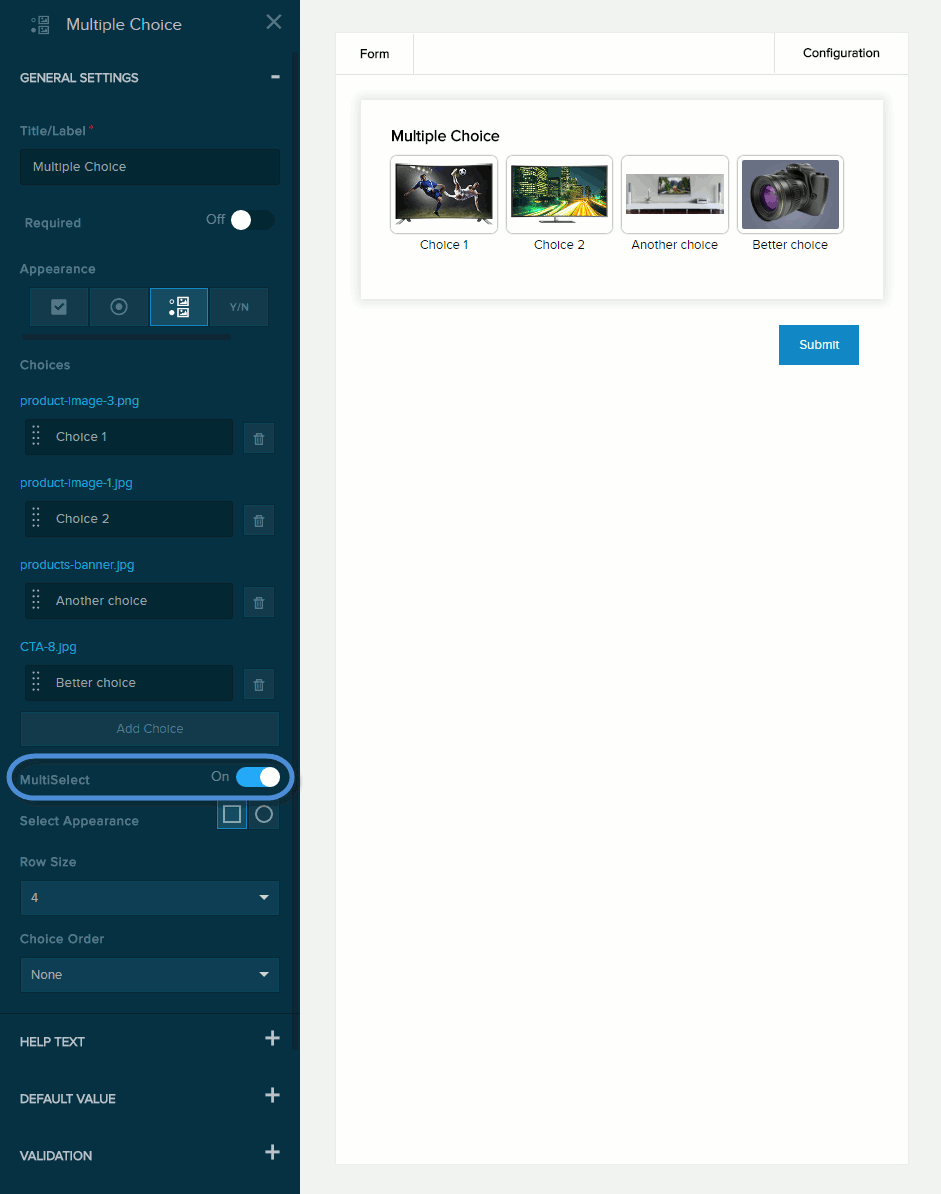 Multiple Choice
GENERAL SETTINGS
Title/Label *
Multiple Choice
Required Off
Appearance
Y/N
Choices
product-image-3.png
Choice 1
product-image-1.jpg
Choice 2
products-banner.jpg
Another choice
CTA-8.jpg
Better choice
Add Choice
MultiSelect On
Select Appearance
Row Size
4
Choice Order
None
HELP TEXT
DEFAULT VALUE
VALIDATION
Form Configuration
Multiple Choice
Choice 1 Choice 2 Another choice Better choice
Submit